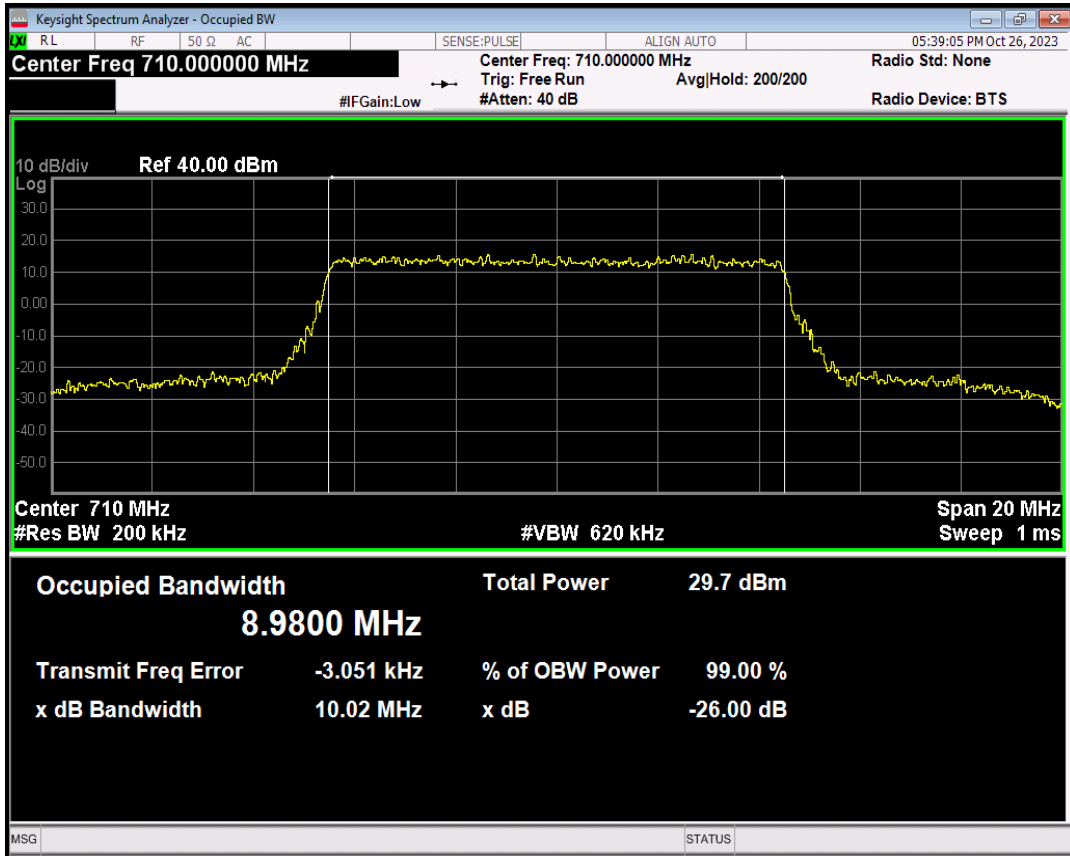 Keysight Spectrum Analyzer - Occupied BW
LXI RL RF 50 Ω AC SENSE:PULSE ALIGN AUTO 05:39:05 PM Oct 26, 2023
Center Freq 710.000000 MHz Center Freq: 710.000000 MHz Radio Std: None
Trig: Free Run Avg|Hold: 200/200
#IFGain:Low #Atten: 40 dB Radio Device: BTS
10 dB/div Ref 40.00 dBm
Log
30.0
20.0
10.0
0.00
-10.0
-20.0
-30.0
-40.0
-50.0
Center 710 MHz Span 20 MHz
#Res BW 200 kHz #VBW 620 kHz Sweep 1 ms
Occupied Bandwidth Total Power 29.7 dBm
8.9800 MHz
Transmit Freq Error -3.051 kHz % of OBW Power 99.00 %
x dB Bandwidth 10.02 MHz x dB -26.00 dB
MSG STATUS